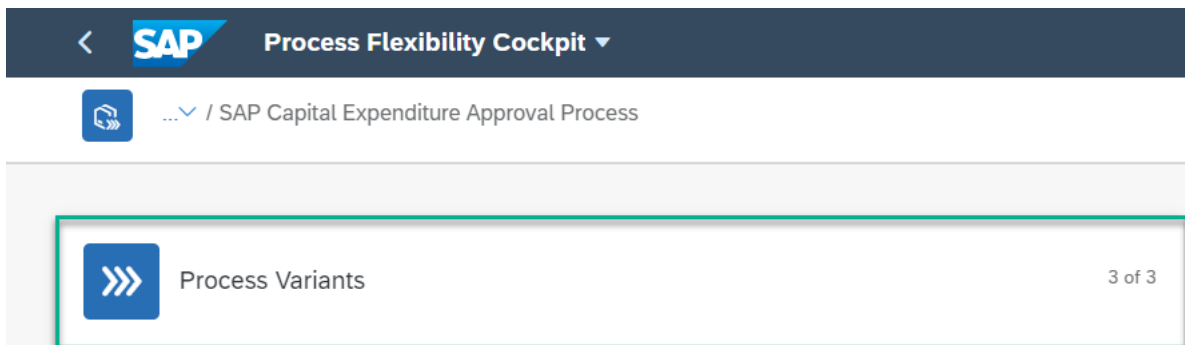 SAP Process Flexibility Cockpit
... / SAP Capital Expenditure Approval Process
Process Variants 3 of 3